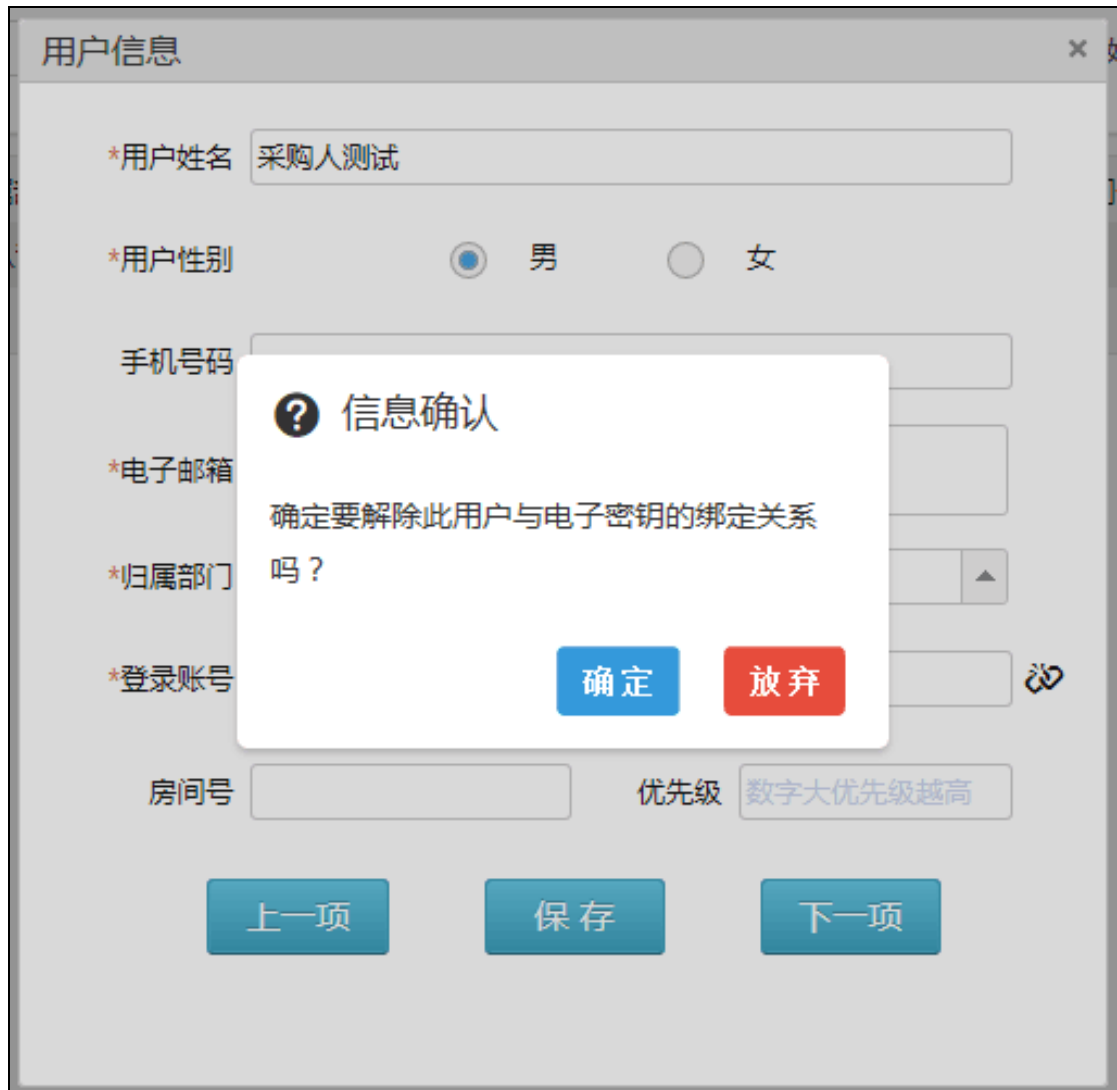 用户信息 ×
*用户姓名 采购人测试
*用户性别 男 女
手机号码
信息确认
*电子邮箱
确定要解除此用户与电子密钥的绑定关系
吗？
*归属部门
*登录账号
确定 放弃
房间号 优先级 数字大优先级越高
上一项 保存 下一项